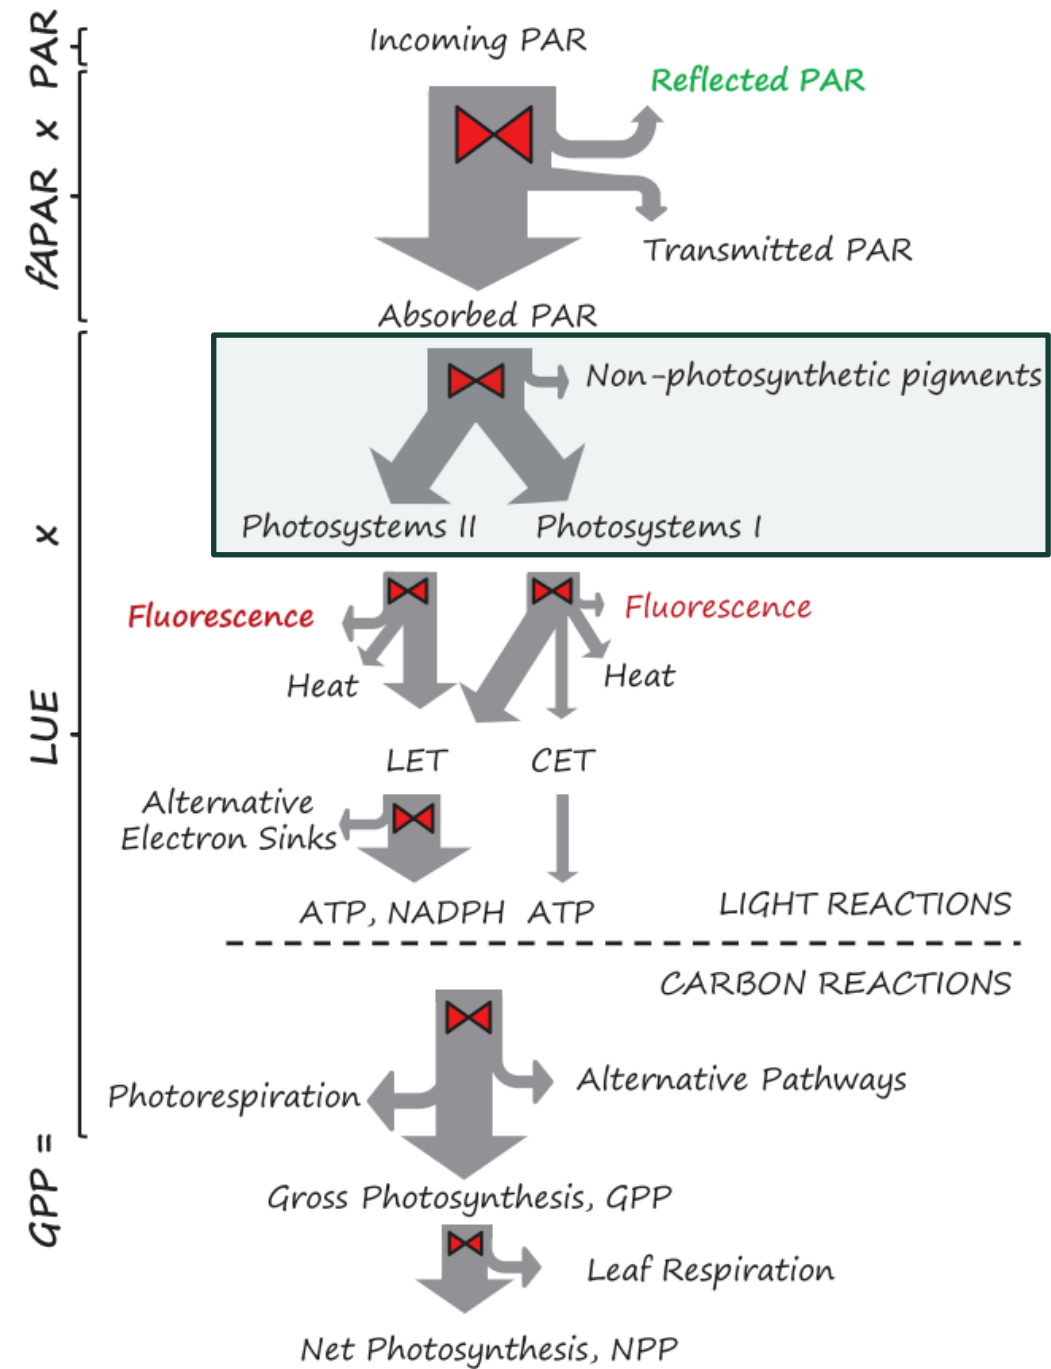 Incoming PAR
Reflected PAR
Transmitted PAR
Absorbed PAR
Non-photosynthetic pigments
Photosystems II
Photosystems I
Fluorescence
Fluorescence
Heat
Heat
LET
CET
Alternative
Electron Sinks
ATP, NADPH
ATP
LIGHT REACTIONS
CARBON REACTIONS
Photorespiration
Alternative Pathways
Gross Photosynthesis, GPP
Leaf Respiration
Net Photosynthesis, NPP
GPP = LUE x fAPAR x PAR